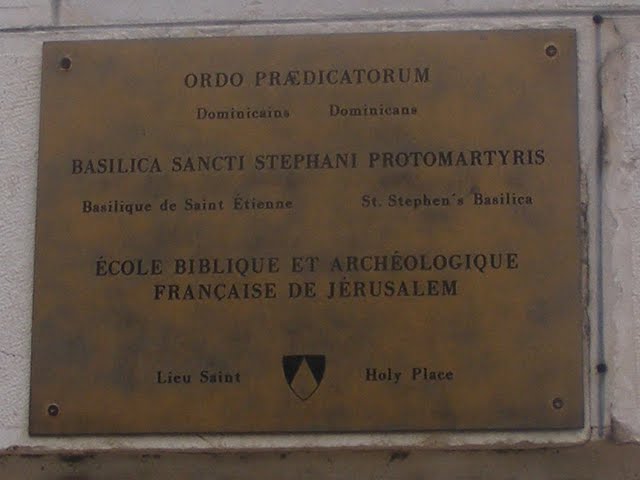 ORDO PRÆDICATORUM
Dominicains Dominicans
BASILICA SANCTI STEPHANI PROTOMARTYRIS
Basilique de Saint Étienne St. Stephen's Basilica
ÉCOLE BIBLIQUE ET ARCHÉOLOGIQUE
FRANÇAISE DE JÉRUSALEM
Lieu Saint Holy Place